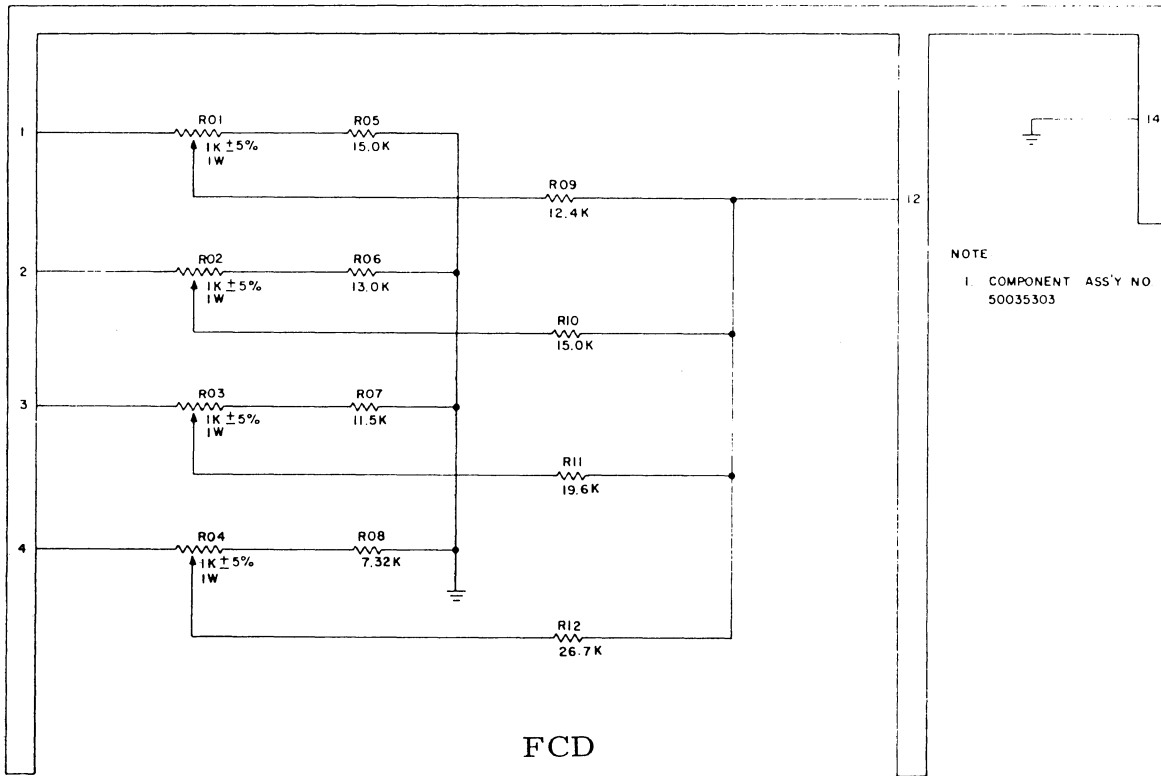 1
R01
1K ±5%
1W
R05
15.0K
R09
12.4K
12
14
2
R02
1K ±5%
1W
R06
13.0K
R10
15.0K
NOTE
1. COMPONENT ASS'Y NO
50035303
3
R03
1K ±5%
1W
R07
11.5K
R11
19.6K
4
R04
1K ±5%
1W
R08
7.32K
R12
26.7K
FCD